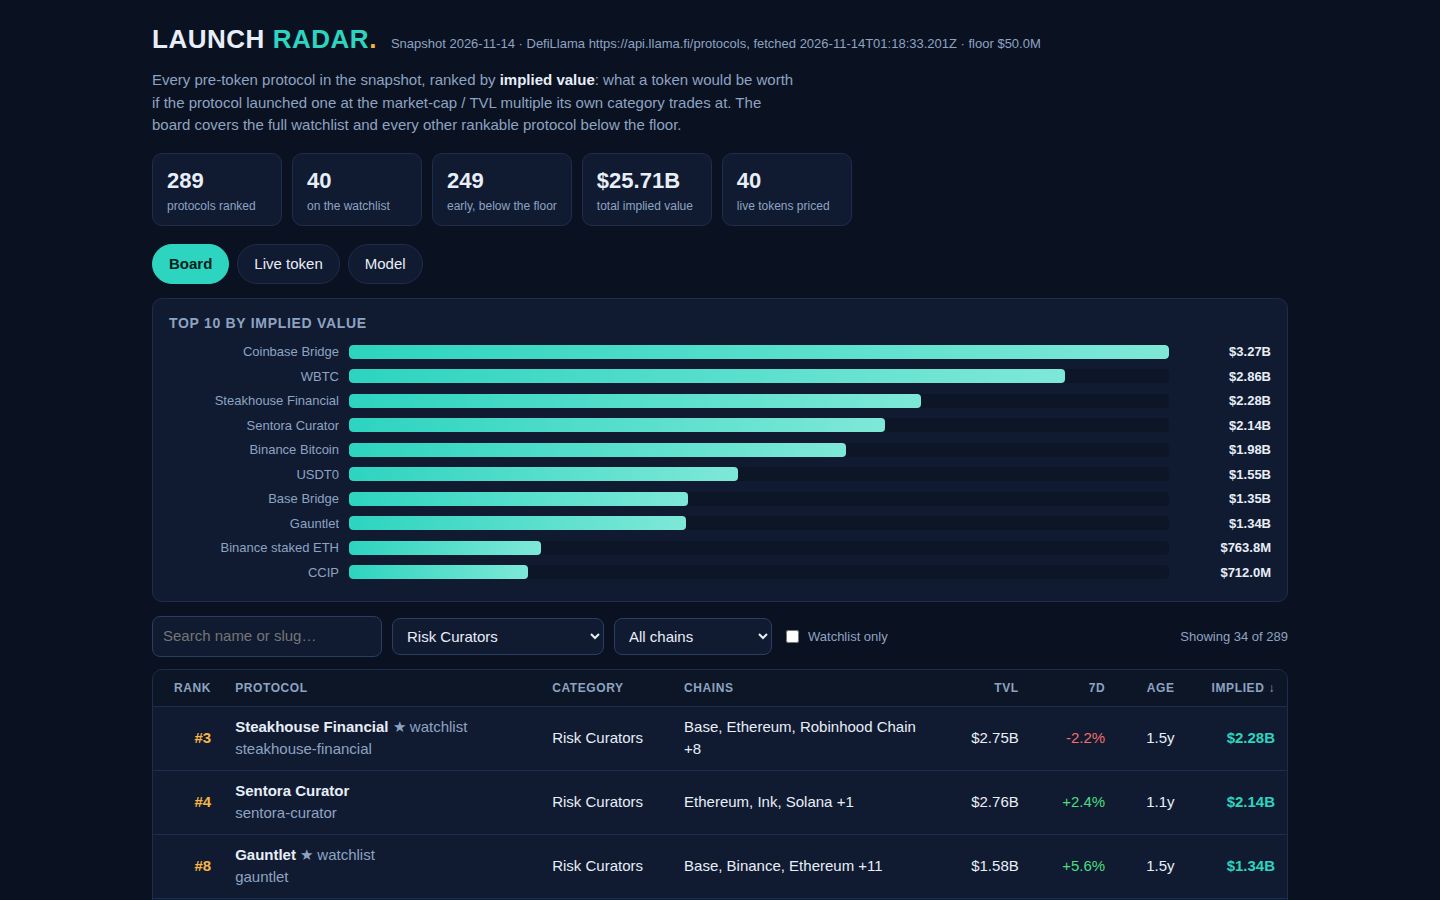 LAUNCH RADAR.
Snapshot 2026-11-14 · DefiLlama https://api.llama.fi/protocols, fetched 2026-11-14T01:18:33.201Z · floor $50.0M
Every pre-token protocol in the snapshot, ranked by implied value: what a token would be worth
if the protocol launched one at the market-cap / TVL multiple its own category trades at. The
board covers the full watchlist and every other rankable protocol below the floor.
289
protocols ranked
40
on the watchlist
249
early, below the floor
$25.71B
total implied value
40
live tokens priced
Board
Live token
Model
TOP 10 BY IMPLIED VALUE
Coinbase Bridge $3.27B
WBTC $2.86B
Steakhouse Financial $2.28B
Sentora Curator $2.14B
Binance Bitcoin $1.98B
USDT0 $1.55B
Base Bridge $1.35B
Gauntlet $1.34B
Binance staked ETH $763.8M
CCIP $712.0M
Search name or slug…
Risk Curators
All chains
Watchlist only
Showing 34 of 289
RANK PROTOCOL CATEGORY CHAINS TVL 7D AGE IMPLIED ↓
#3 Steakhouse Financial ★ watchlist Risk Curators Base, Ethereum, Robinhood Chain $2.75B -2.2% 1.5y $2.28B
steakhouse-financial +8
#4 Sentora Curator Risk Curators Ethereum, Ink, Solana +1 $2.76B +2.4% 1.1y $2.14B
sentora-curator
#8 Gauntlet ★ watchlist Risk Curators Base, Binance, Ethereum +11 $1.58B +5.6% 1.5y $1.34B
gauntlet